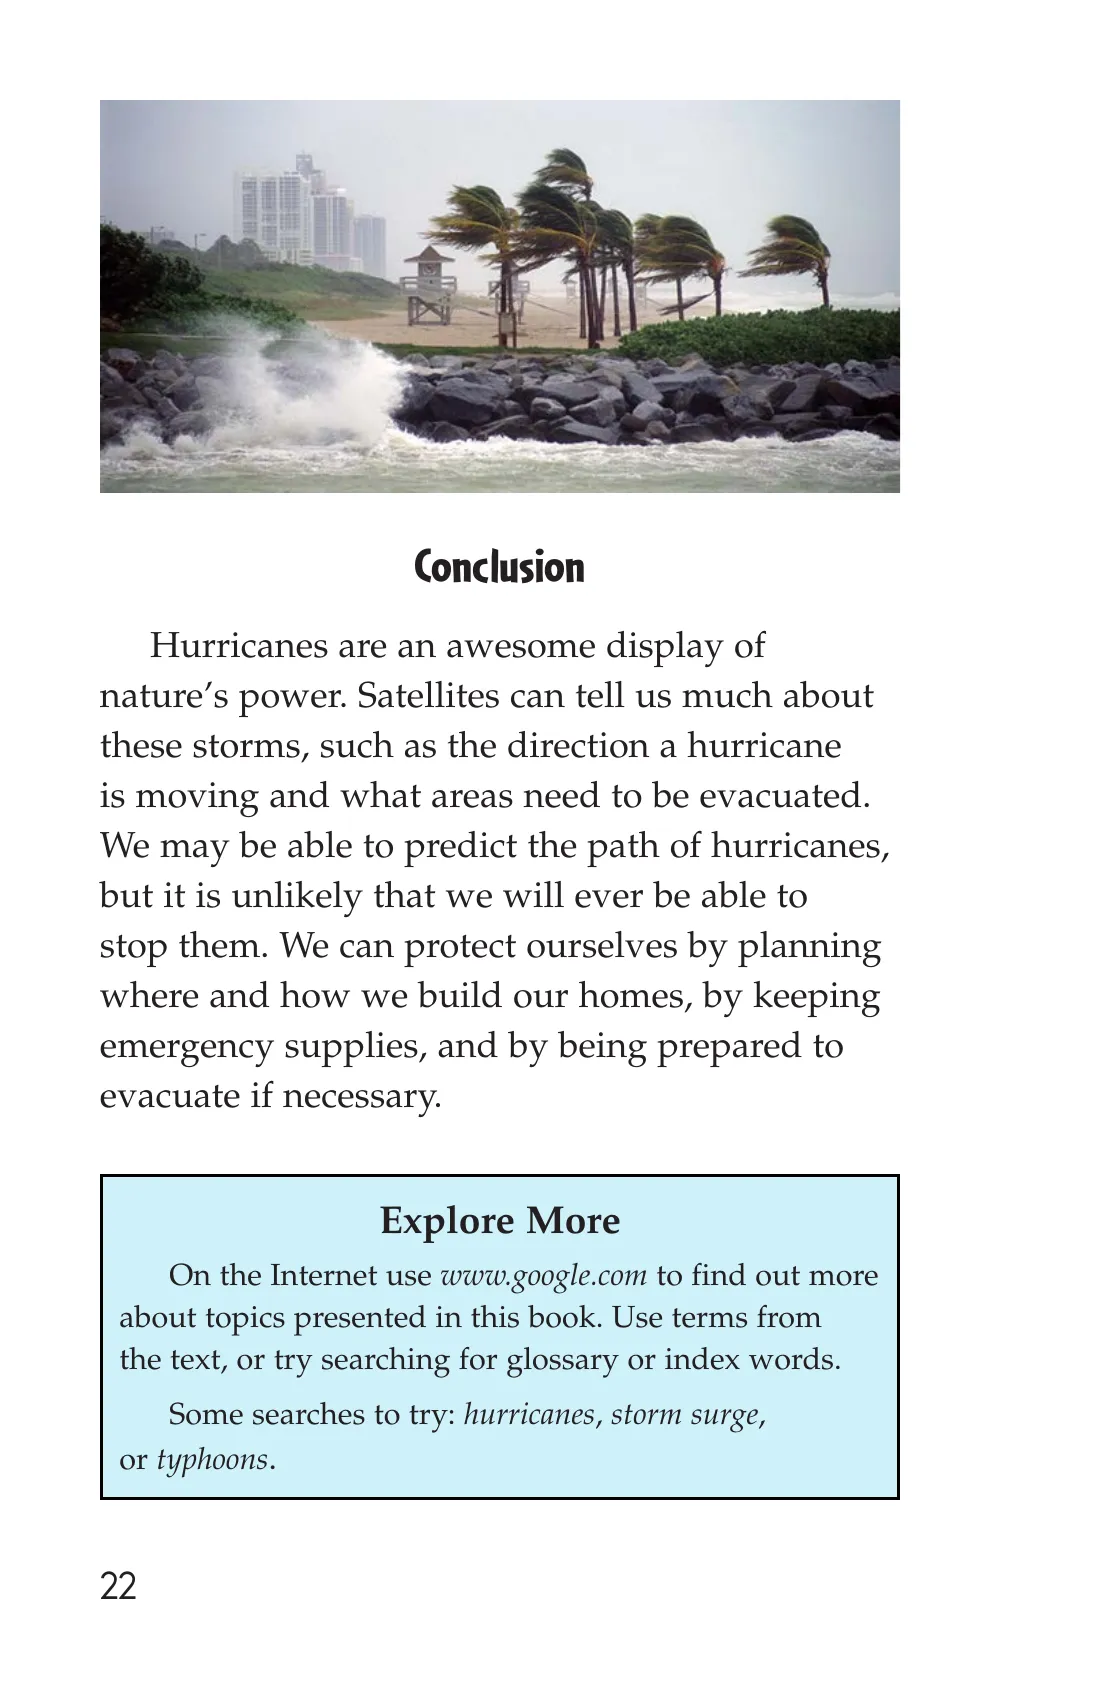 Conclusion
Hurricanes are an awesome display of
nature’s power. Satellites can tell us much about
these storms, such as the direction a hurricane
is moving and what areas need to be evacuated.
We may be able to predict the path of hurricanes,
but it is unlikely that we will ever be able to
stop them. We can protect ourselves by planning
where and how we build our homes, by keeping
emergency supplies, and by being prepared to
evacuate if necessary.
Explore More
On the Internet use www.google.com to find out more
about topics presented in this book. Use terms from
the text, or try searching for glossary or index words.
Some searches to try: hurricanes, storm surge,
or typhoons.
22